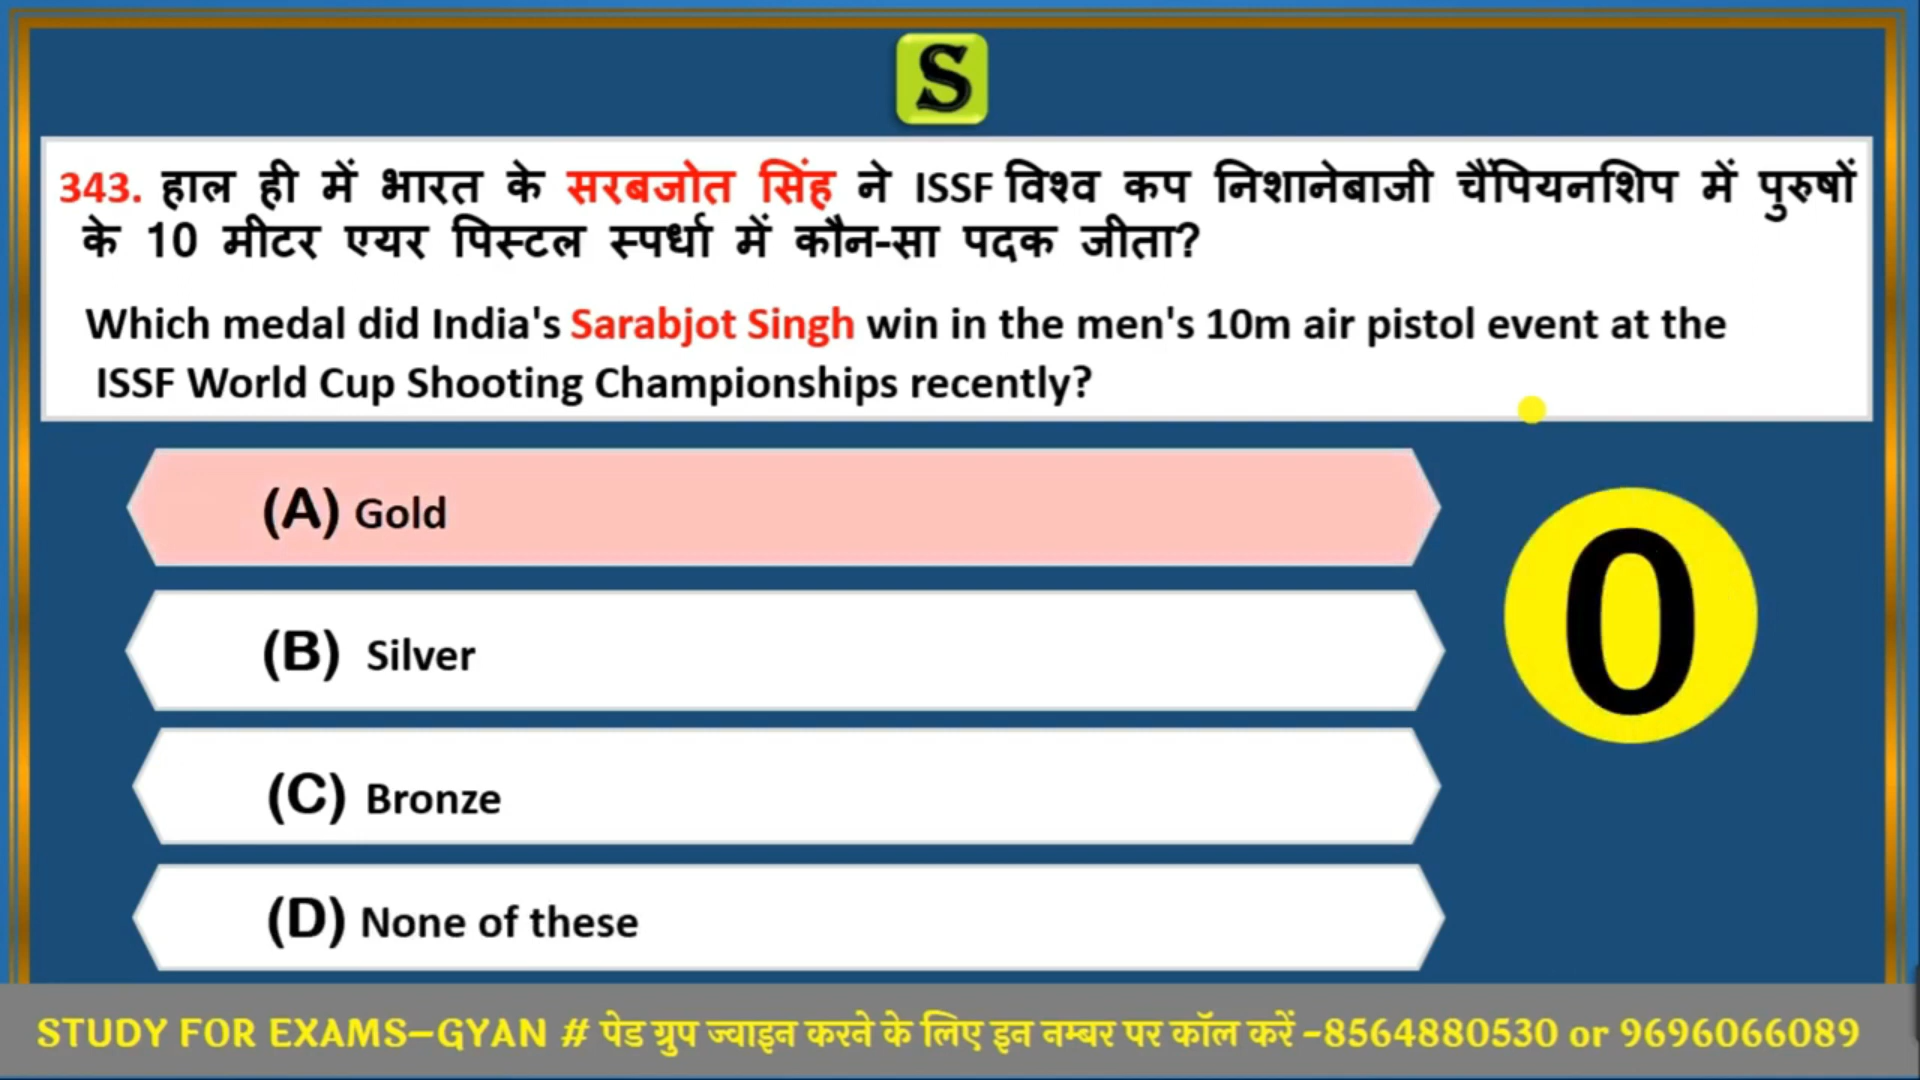 S
343. हाल ही में भारत के सरबजोत सिंह ने ISSF विश्व कप निशानेबाजी चैंपियनशिप में पुरुषों
के 10 मीटर एयर पिस्टल स्पर्धा में कौन-सा पदक जीता?
Which medal did India's Sarabjot Singh win in the men's 10m air pistol event at the
ISSF World Cup Shooting Championships recently?
(A) Gold
(B) Silver
0
(C) Bronze
(D) None of these
STUDY FOR EXAMS–GYAN # पेड ग्रुप ज्वाइन करने के लिए इन नम्बर पर कॉल करें –8564880530 or 9696066089